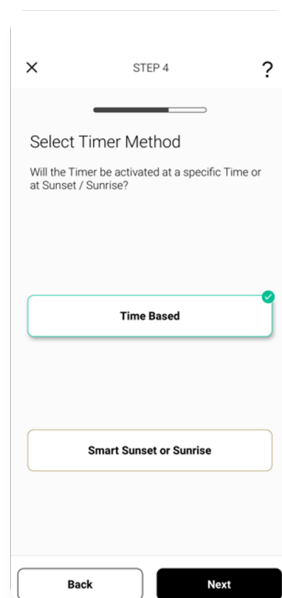 STEP 4
?
Select Timer Method
Will the Timer be activated at a specific Time or
at Sunset / Sunrise?
Time Based
Smart Sunset or Sunrise
Back
Next